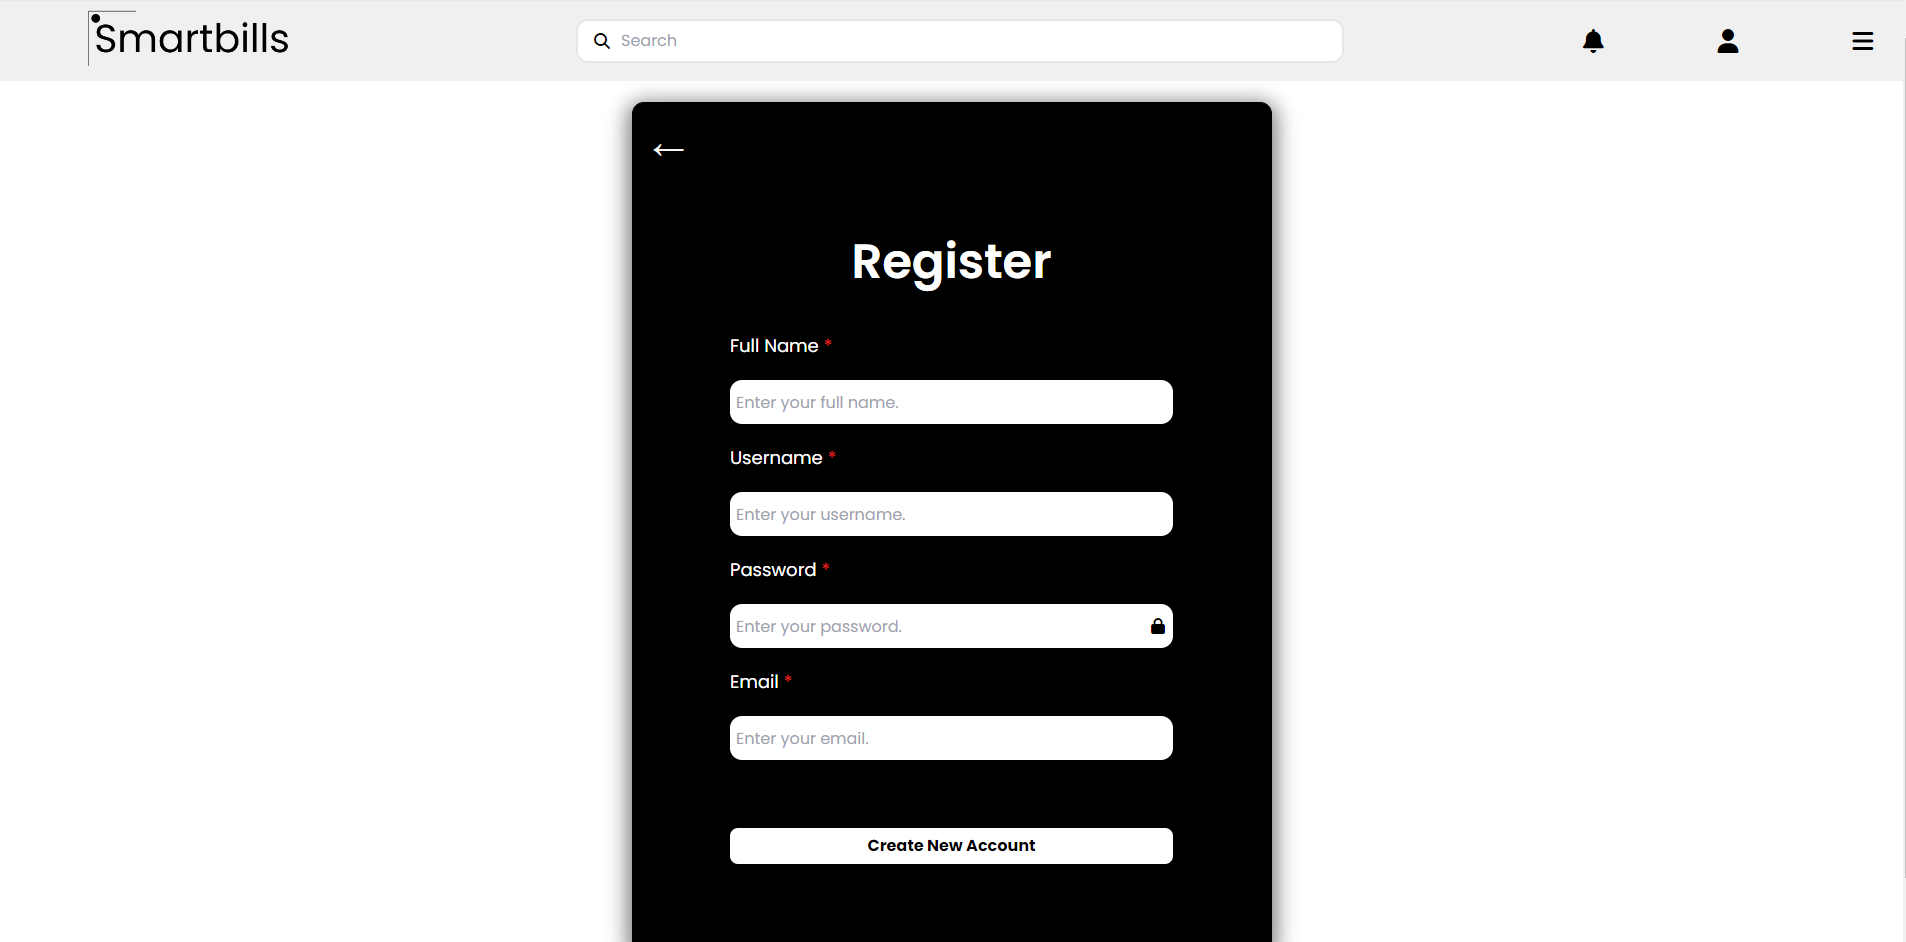 Smartbills
Search
Register
Full Name *
Enter your full name.
Username *
Enter your username.
Password *
Enter your password.
Email *
Enter your email.
Create New Account